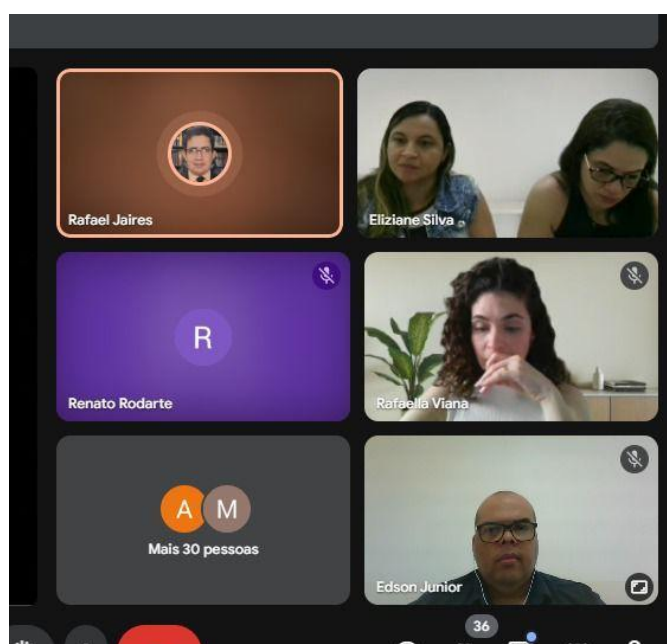 Rafael Jaires
Eliziane Silva
R
Renato Rodarte
Rafaella Viana
A M
Mais 30 pessoas
Edson Junior
36